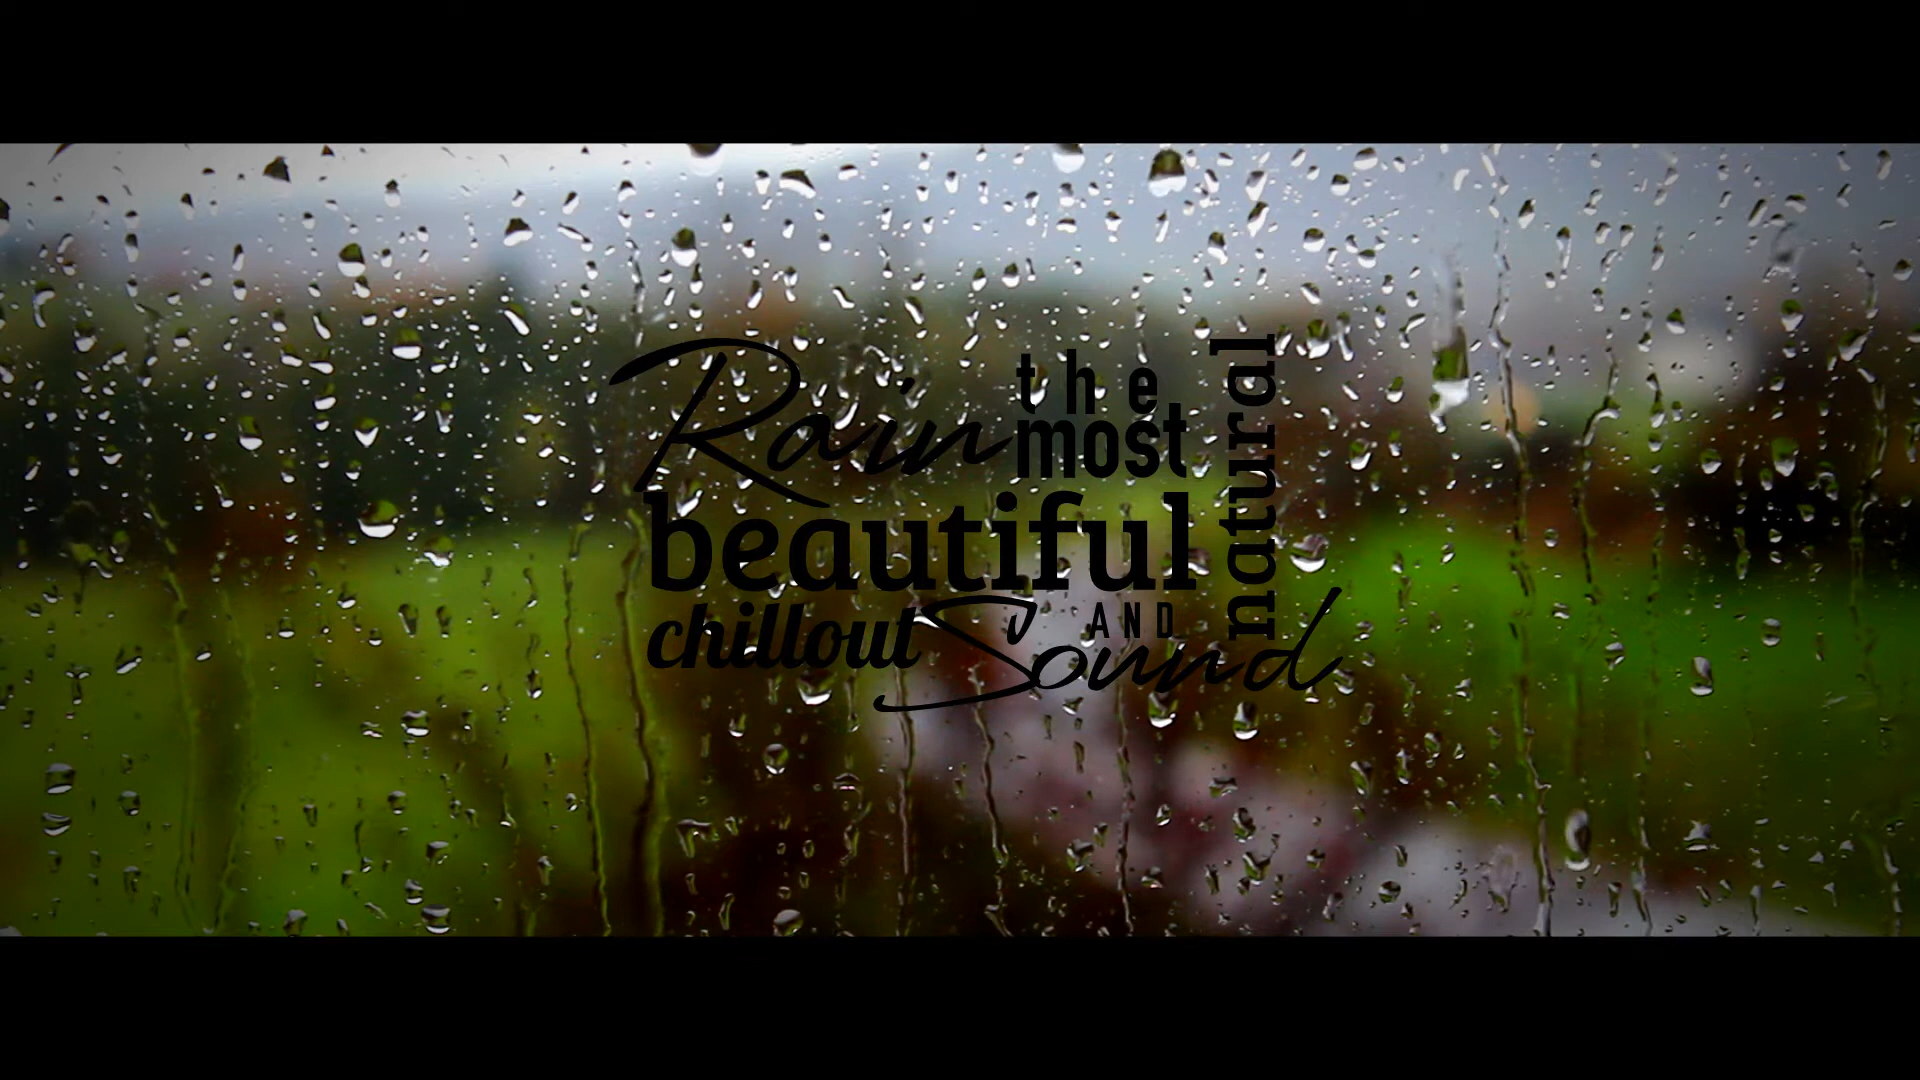 Rain the
most
beautiful
natural
chillout AND
Sound